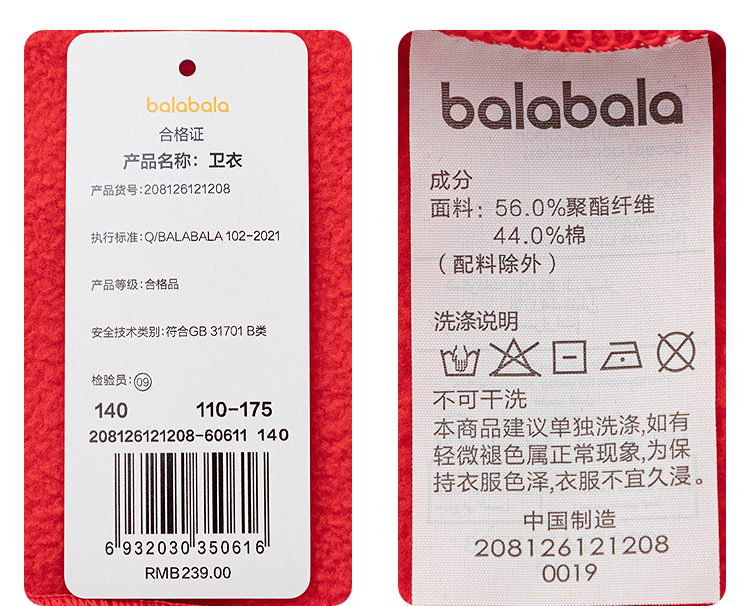 balabala
合格证
产品名称：卫衣
产品货号:208126121208
执行标准:Q/BALABALA 102-2021
产品等级:合格品
安全技术类别:符合GB 31701 B类
检验员:09
140 110-175
208126121208-60611 140
6 932030 350616
RMB239.00
balabala
成分
面料：56.0%聚酯纤维
44.0%棉
（配料除外）
洗涤说明
不可干洗
本商品建议单独洗涤,如有
轻微褪色属正常现象,为保
持衣服色泽,衣服不宜久浸。
中国制造
208126121208
0019